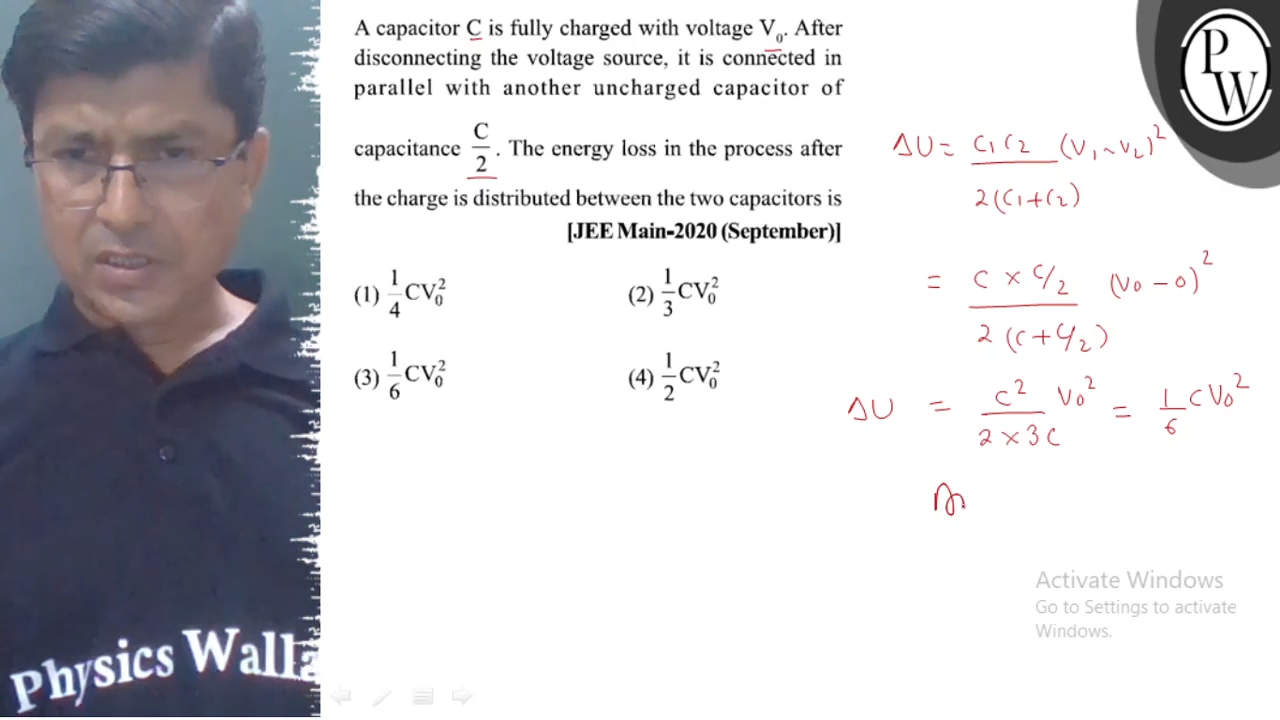 A capacitor C is fully charged with voltage V₀. After
disconnecting the voltage source, it is connected in
parallel with another uncharged capacitor of
capacitance C/2. The energy loss in the process after
the charge is distributed between the two capacitors is
[JEE Main-2020 (September)]
(1) 1/4 CV₀² (2) 1/3 CV₀²
(3) 1/6 CV₀² (4) 1/2 CV₀²
P
W
ΔU = C₁C₂/2(C₁+C₂) (V₁~V₂)²
= C × C/2 / 2(C+C/2) (V₀ – 0)²
ΔU = C²/2×3C V₀² = 1/6 CV₀²
Activate Windows
Go to Settings to activate
Windows.
Physics Walla